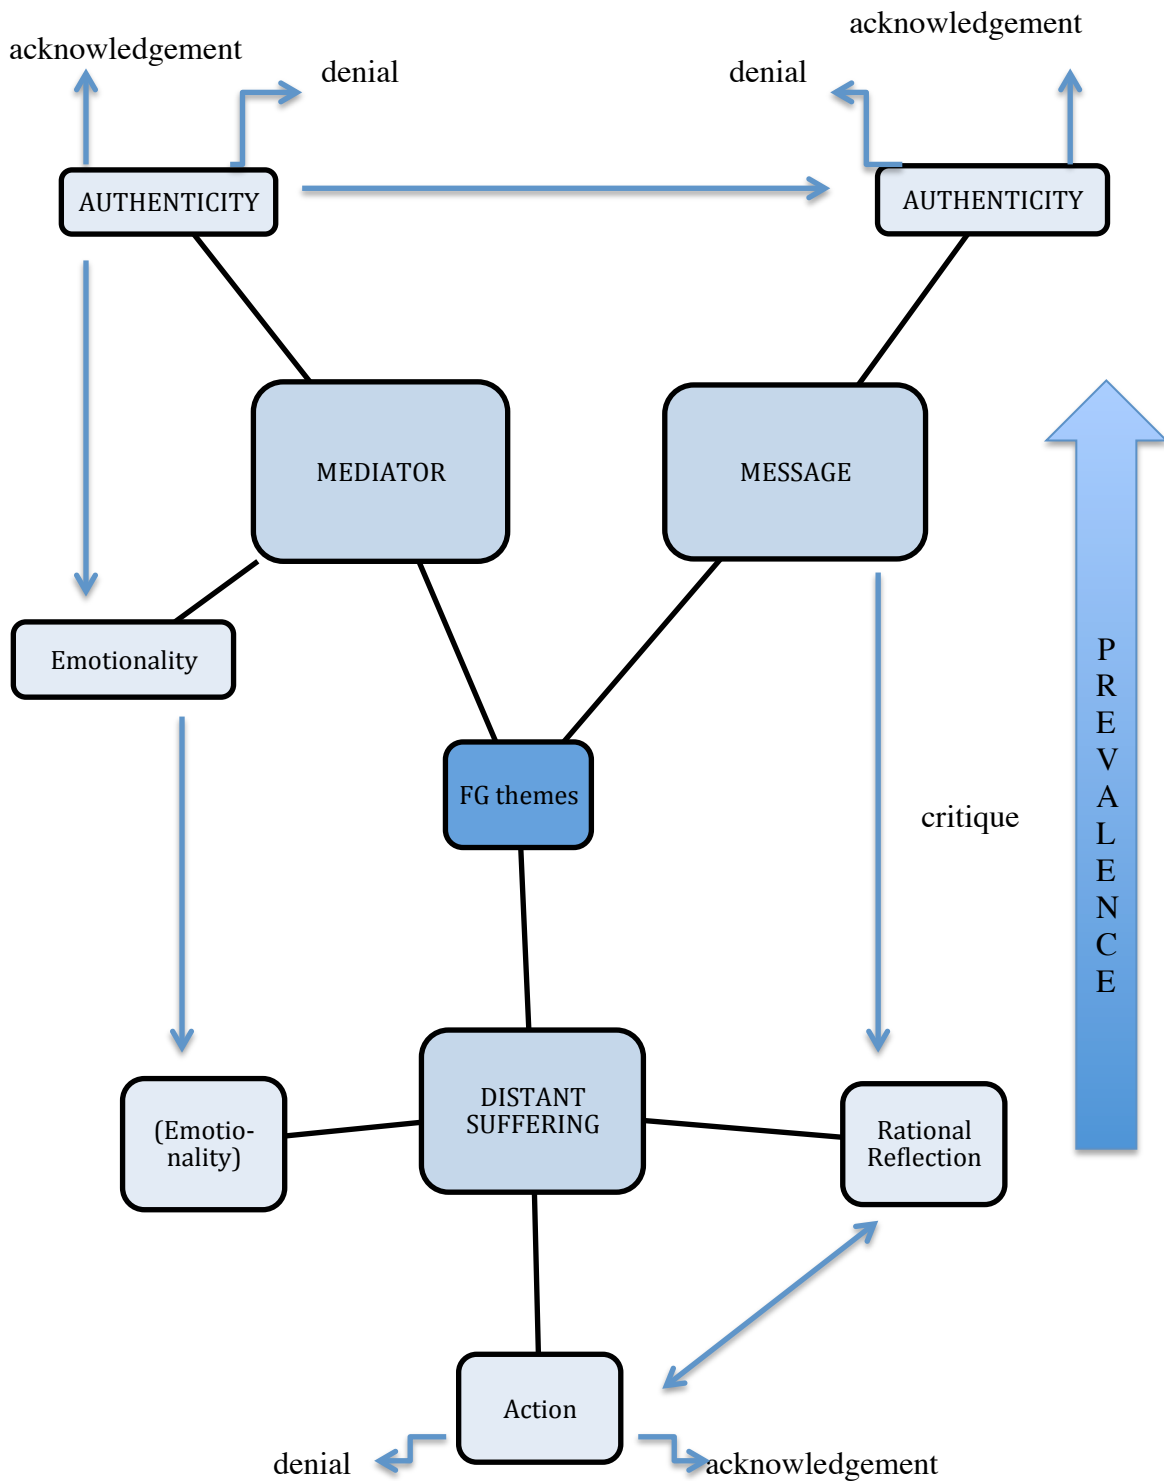 acknowledgement
denial
denial
acknowledgement
AUTHENTICITY
AUTHENTICITY
MEDIATOR
MESSAGE
Emotionality
FG themes
critique
PREVALENCE
(Emotio-
nality)
DISTANT
SUFFERING
Rational
Reflection
Action
denial
acknowledgement